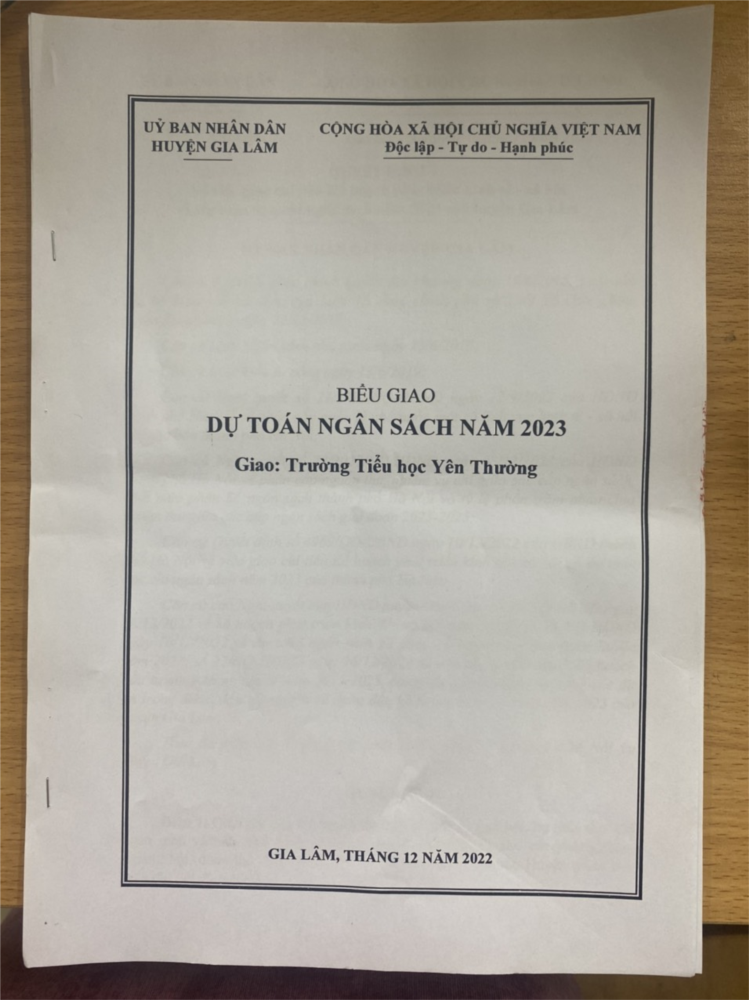 UỶ BAN NHÂN DÂN
HUYỆN GIA LÂM
CỘNG HÒA XÃ HỘI CHỦ NGHĨA VIỆT NAM
Độc lập - Tự do - Hạnh phúc
BIỂU GIAO
DỰ TOÁN NGÂN SÁCH NĂM 2023
Giao: Trường Tiểu học Yên Thường
GIA LÂM, THÁNG 12 NĂM 2022